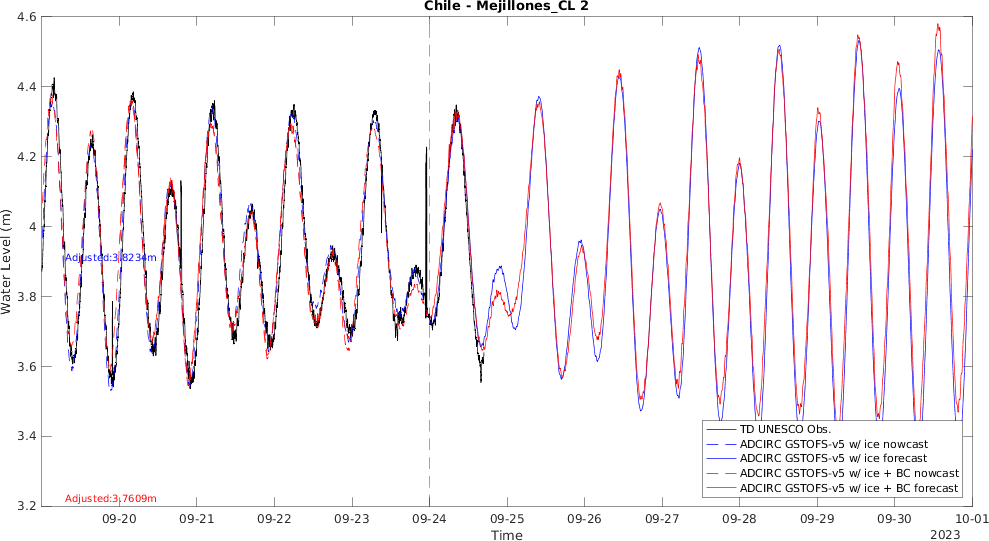 Chile - Mejillones_CL 2
4.6
4.4
4.2
4
3.8
3.6
3.4
3.2
Water Level (m)
Adjusted:3.8234m
Adjusted:3.7609m
TD UNESCO Obs.
ADCIRC GSTOFS-v5 w/ ice nowcast
ADCIRC GSTOFS-v5 w/ ice forecast
ADCIRC GSTOFS-v5 w/ ice + BC nowcast
ADCIRC GSTOFS-v5 w/ ice + BC forecast
09-20 09-21 09-22 09-23 09-24 09-25 09-26 09-27 09-28 09-29 09-30 10-01
Time
2023